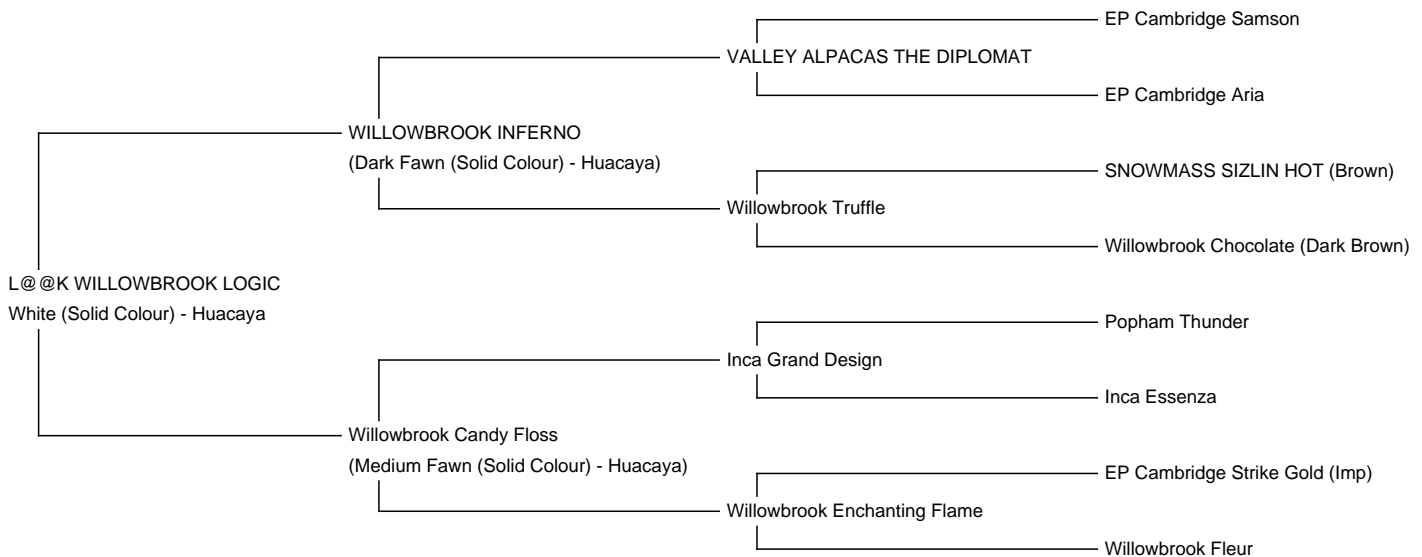 EP Cambridge Samson
VALLEY ALPACAS THE DIPLOMAT
EP Cambridge Aria
WILLOWBROOK INFERNO
(Dark Fawn (Solid Colour) - Huacaya)
SNOWMASS SIZLIN HOT (Brown)
Willowbrook Truffle
Willowbrook Chocolate (Dark Brown)
L@@K WILLOWBROOK LOGIC
White (Solid Colour) - Huacaya
Popham Thunder
Inca Grand Design
Inca Essenza
Willowbrook Candy Floss
(Medium Fawn (Solid Colour) - Huacaya)
EP Cambridge Strike Gold (Imp)
Willowbrook Enchanting Flame
Willowbrook Fleur